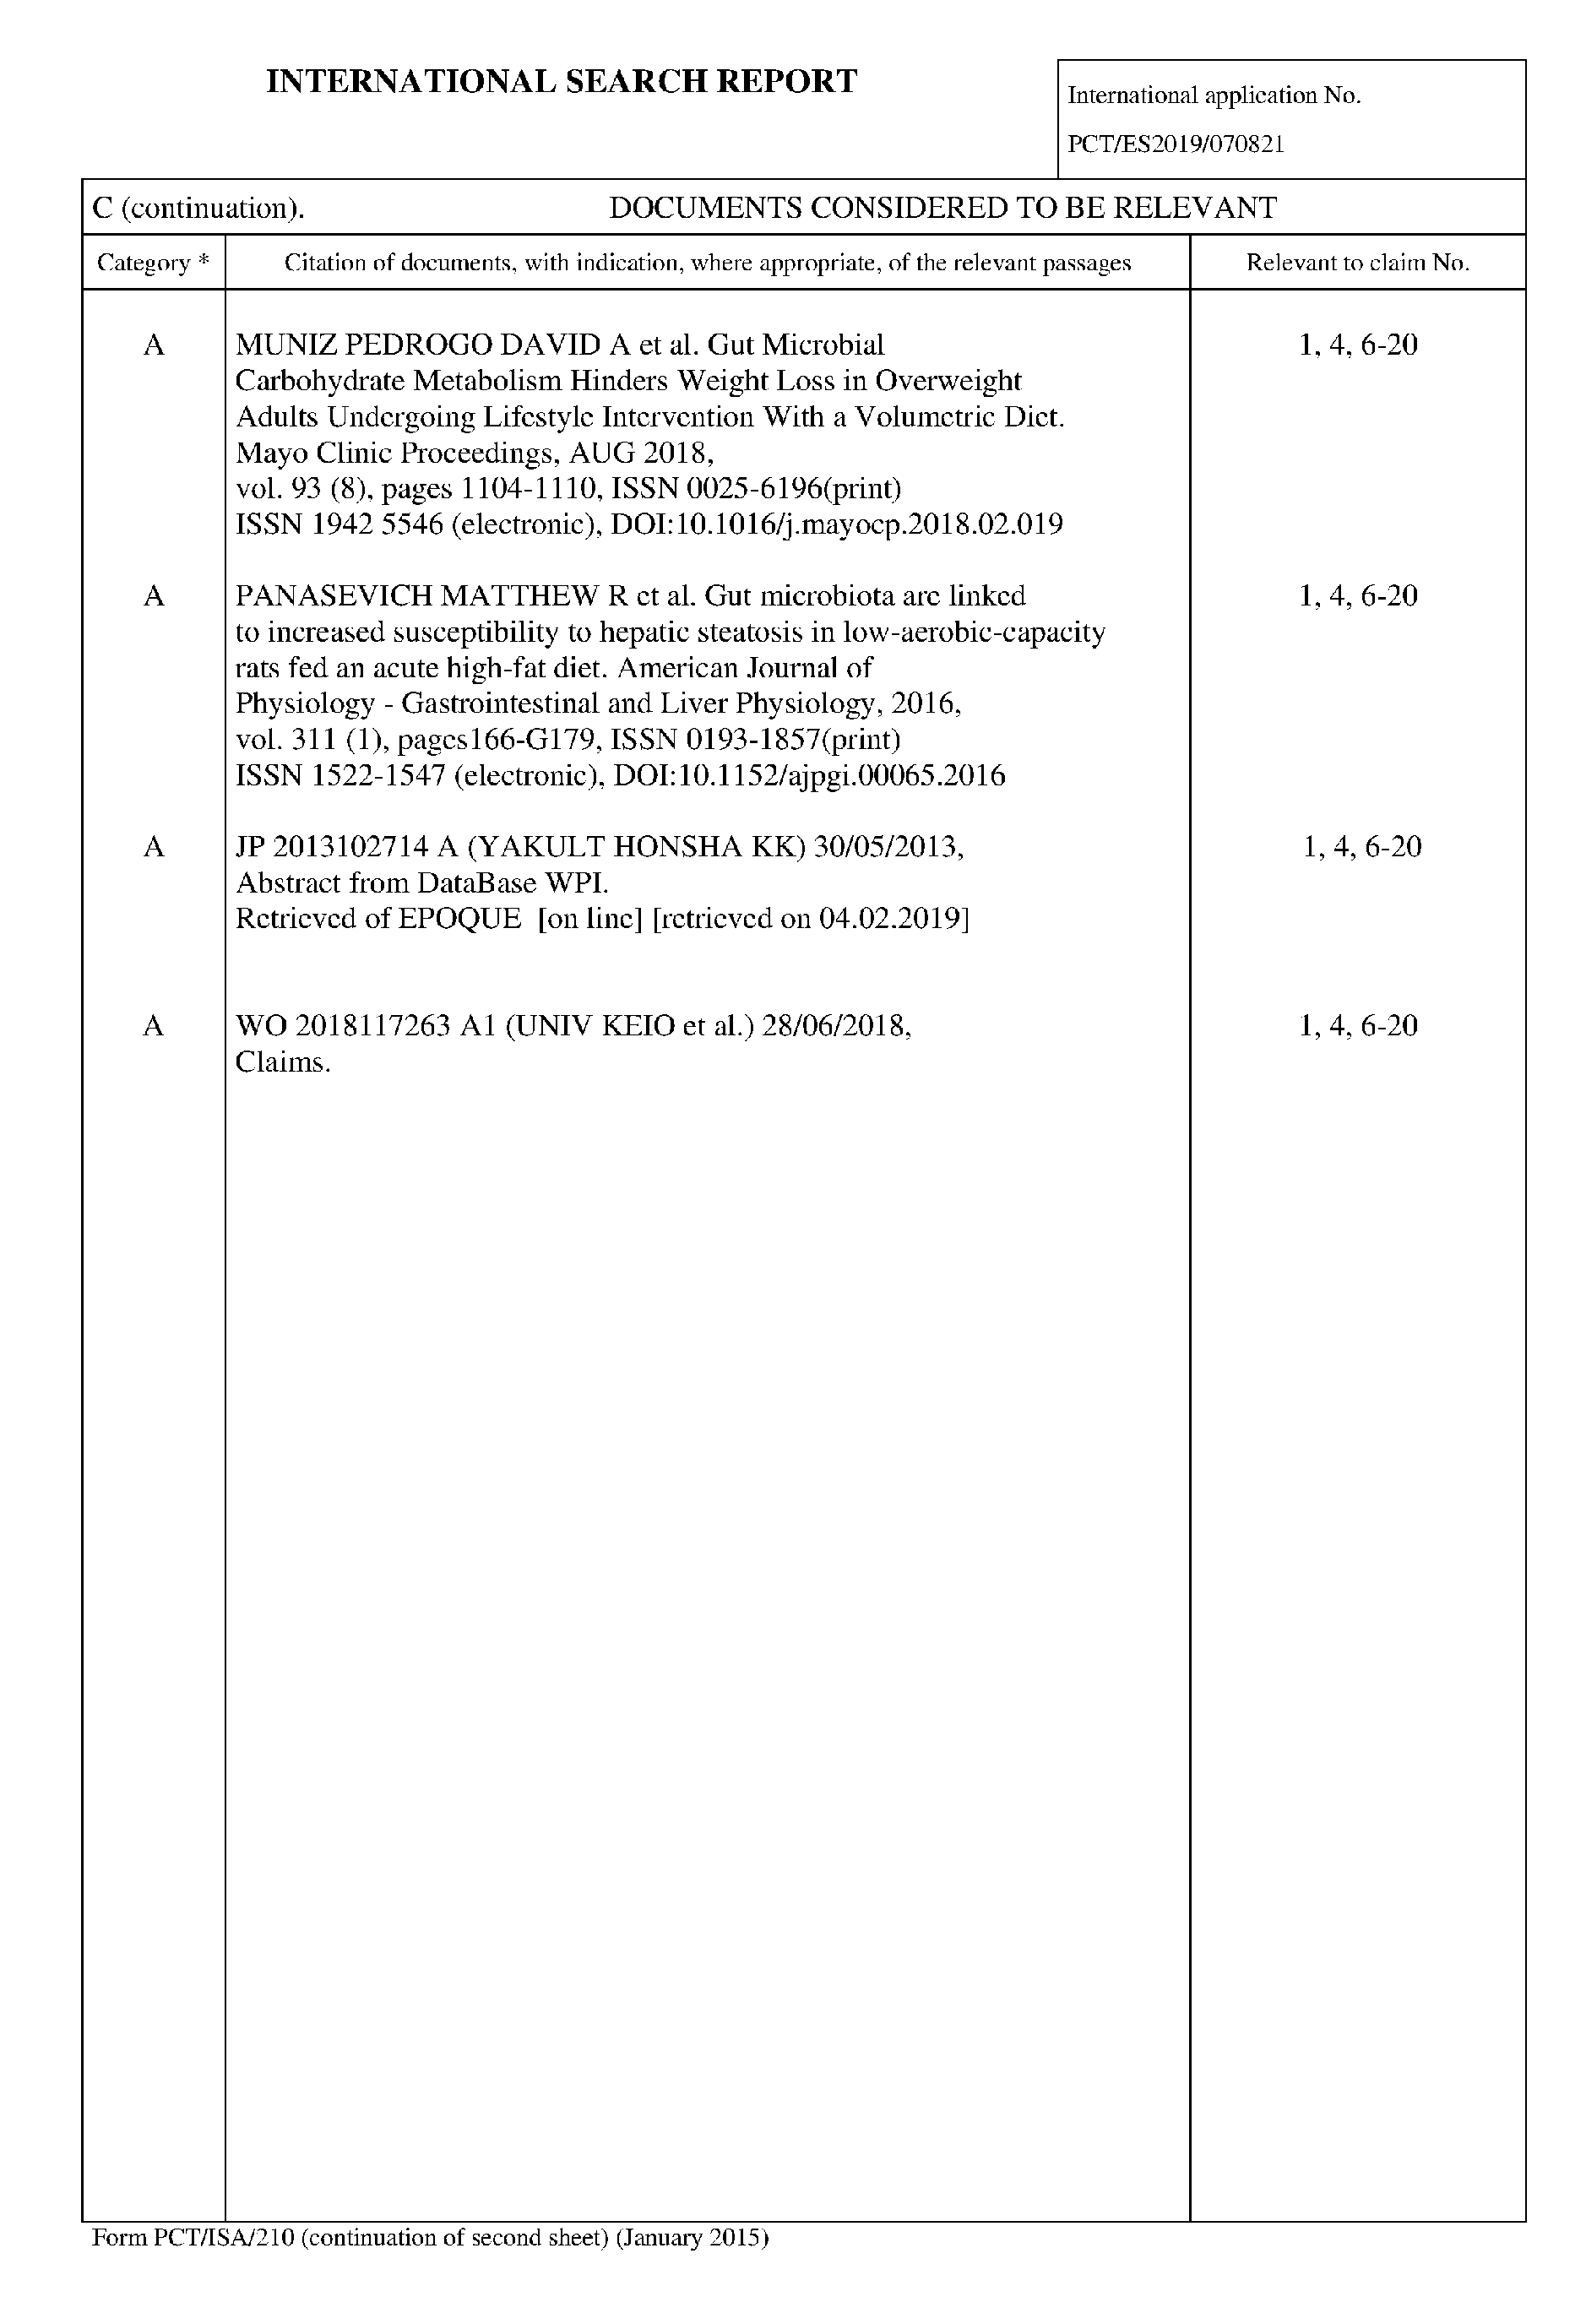 INTERNATIONAL SEARCH REPORT
International application No.
PCT/ES2019/070821
C (continuation). DOCUMENTS CONSIDERED TO BE RELEVANT
Category * Citation of documents, with indication, where appropriate, of the relevant passages Relevant to claim No.
A MUNIZ PEDROGO DAVID A et al. Gut Microbial 1, 4, 6-20
Carbohydrate Metabolism Hinders Weight Loss in Overweight
Adults Undergoing Lifestyle Intervention With a Volumetric Diet.
Mayo Clinic Proceedings, AUG 2018,
vol. 93 (8), pages 1104-1110, ISSN 0025-6196(print)
ISSN 1942 5546 (electronic), DOI:10.1016/j.mayocp.2018.02.019
A PANASEVICH MATTHEW R et al. Gut microbiota are linked 1, 4, 6-20
to increased susceptibility to hepatic steatosis in low-aerobic-capacity
rats fed an acute high-fat diet. American Journal of
Physiology - Gastrointestinal and Liver Physiology, 2016,
vol. 311 (1), pages166-G179, ISSN 0193-1857(print)
ISSN 1522-1547 (electronic), DOI:10.1152/ajpgi.00065.2016
A JP 2013102714 A (YAKULT HONSHA KK) 30/05/2013, 1, 4, 6-20
Abstract from DataBase WPI.
Retrieved of EPOQUE [on line] [retrieved on 04.02.2019]
A WO 2018117263 A1 (UNIV KEIO et al.) 28/06/2018, 1, 4, 6-20
Claims.
Form PCT/ISA/210 (continuation of second sheet) (January 2015)